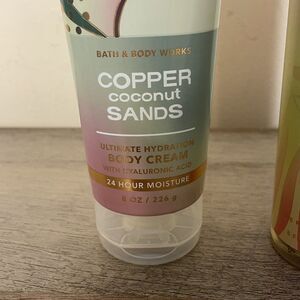 BATH & BODY WORKS
COPPER
coconut
SANDS
ULTIMATE HYDRATION
BODY CREAM
WITH HYALURONIC ACID
24 HOUR MOISTURE
8 OZ / 226 g